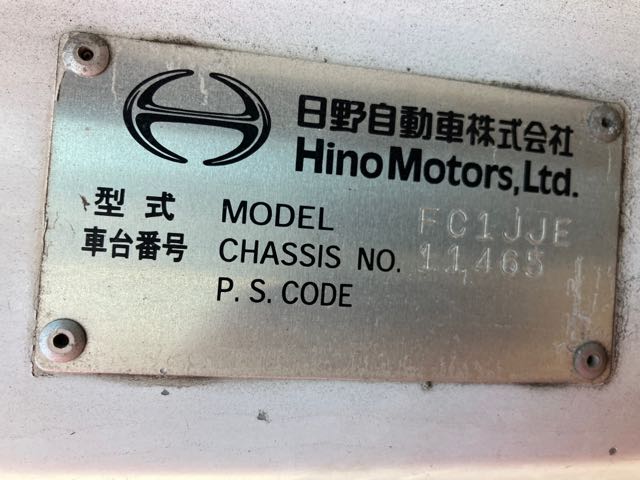 日野自動車株式会社
Hino Motors, Ltd.
型式 MODEL FC1JJE
車台番号 CHASSIS NO. 11465
P. S. CODE